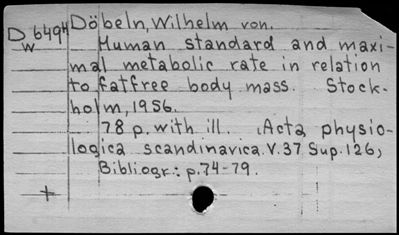 D 6494 Döbeln, Wilhelm von.
w Human standard and maxi-
mal metabolic rate in relation
to fatfree body mass. Stock-
holm, 1956.
78 p. with ill. (Acta physio-
logica scandinavica. V.37 Sup. 126)
Bibliogr.: p.74-79.
+